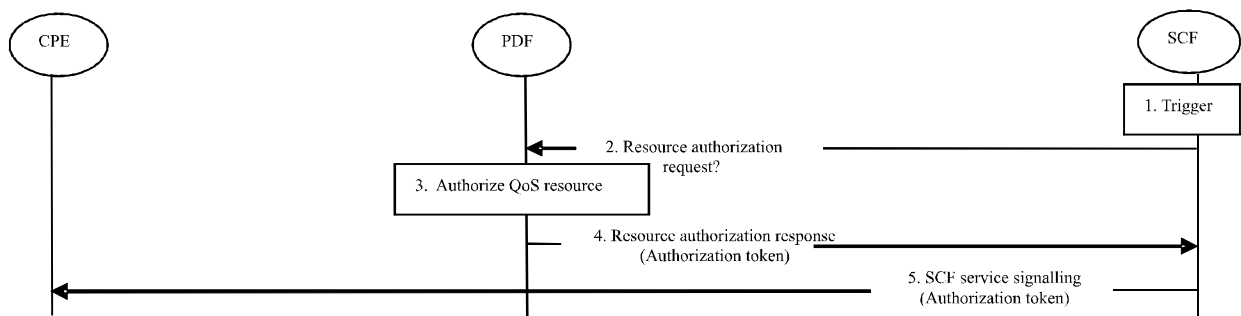 CPE
PDF
SCF
1. Trigger
2. Resource authorization
request?
3. Authorize QoS resource
4. Resource authorization response
(Authorization token)
5. SCF service signalling
(Authorization token)